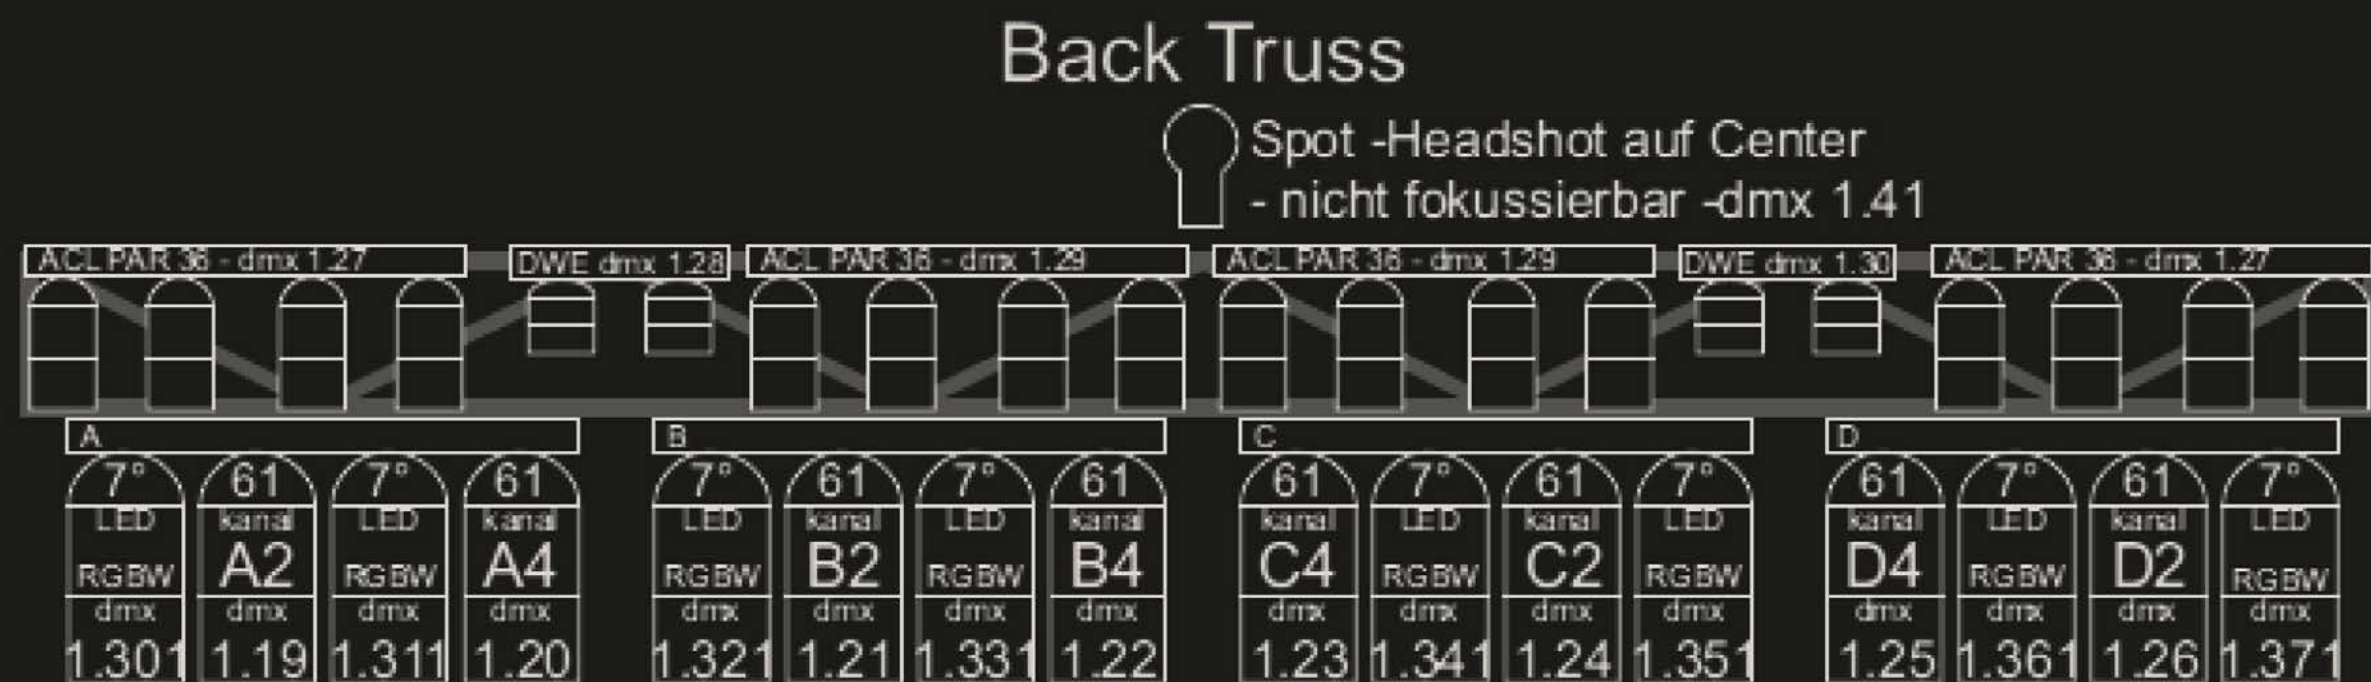 Back Truss
Spot -Headshot auf Center
- nicht fokussierbar -dmx 1.41
ACL PAR 36 - dmx 1.27 DWE dmx 1.28 ACL PAR 36 - dmx 1.29 ACL PAR 36 - dmx 1.29 DWE dmx 1.30 ACL PAR 36 - dmx 1.27
A B C D
7° 61 7° 61 7° 61 7° 61 61 7° 61 7° 61 7° 61 7°
LED kanal LED kanal LED kanal LED kanal kanal LED kanal LED kanal LED kanal LED
RGBW A2 RGBW A4 RGBW B2 RGBW B4 C4 RGBW C2 RGBW D4 RGBW D2 RGBW
dmx dmx dmx dmx dmx dmx dmx dmx dmx dmx dmx dmx dmx dmx dmx dmx
1.301 1.19 1.311 1.20 1.321 1.21 1.331 1.22 1.23 1.341 1.24 1.351 1.25 1.361 1.26 1.371